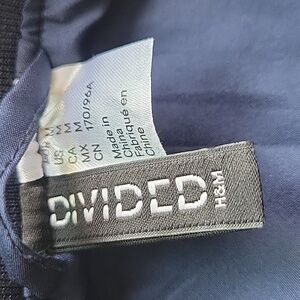 EUR M
US M
CA M
MX M
CN 170/96A
Made in
China
Fabriqué en
Chine
DIVIDED
H&M